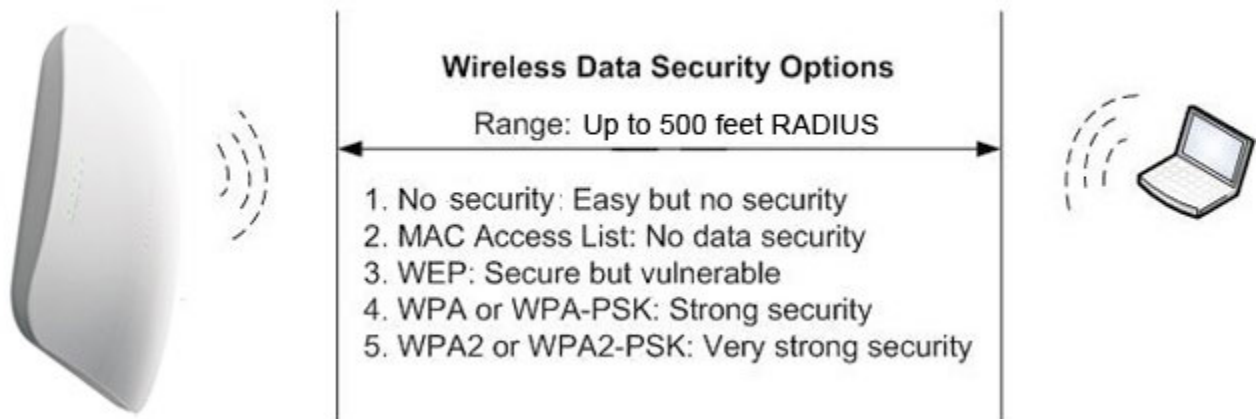 Wireless Data Security Options
Range: Up to 500 feet RADIUS
1. No security: Easy but no security
2. MAC Access List: No data security
3. WEP: Secure but vulnerable
4. WPA or WPA-PSK: Strong security
5. WPA2 or WPA2-PSK: Very strong security